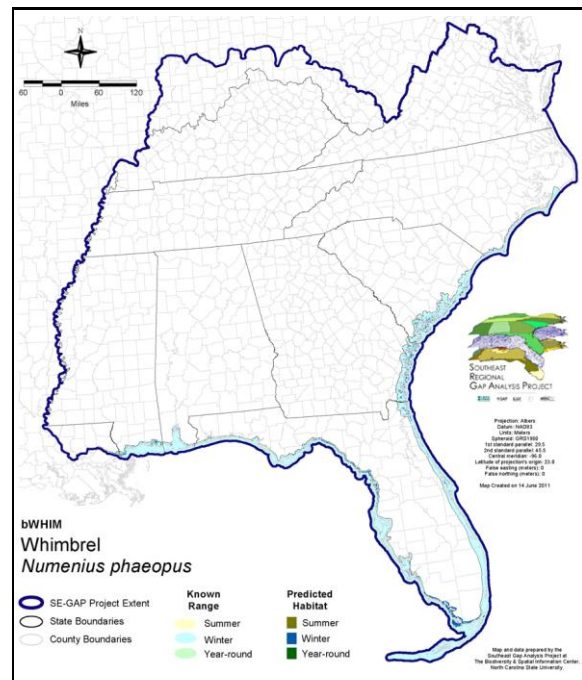 N
60 0 60 120
Miles
SOUTHEAST
REGIONAL
GAP ANALYSIS PROJECT
Projection: Albers
Datum: NAD83
Units: Meters
Spheroid: GRS1980
1st standard parallel: 29.5
2nd standard parallel: 45.5
Central meridian: -96.0
Latitude of projection's origin: 23.0
False easting (meters): 0
False northing (meters): 0
Map Created on 14 June 2011
bWHIM
Whimbrel
Numenius phaeopus
SE-GAP Project Extent
State Boundaries
County Boundaries
Known
Range
Summer
Winter
Year-round
Predicted
Habitat
Summer
Winter
Year-round
Map and data prepared by the
Southeast Gap Analysis Project at
The Biodiversity & Spatial Information Center,
North Carolina State University.